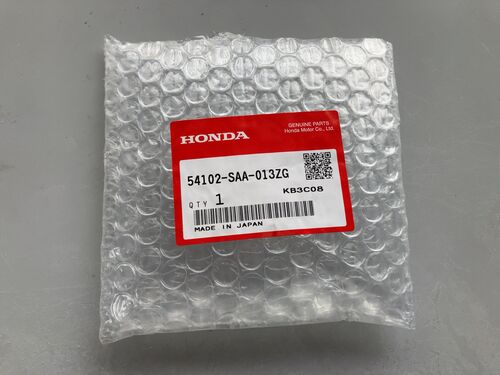 GENUINE PARTS
Honda Motor Co., Ltd.
HONDA
54102-SAA-013ZG
KB3C08
QTY 1
MADE IN JAPAN